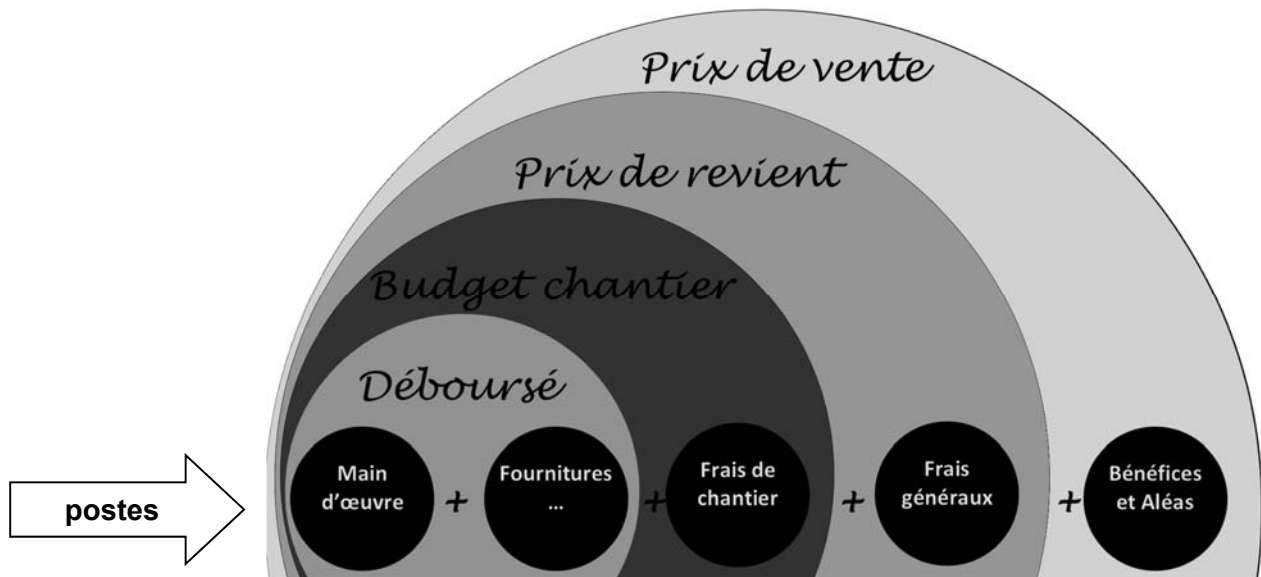 Prix de vente
Prix de revient
Budget chantier
Déboursé
postes
Main
d'œuvre
+
Fournitures
...
+
Frais de
chantier
+
Frais
généraux
+
Bénéfices
et Aléas